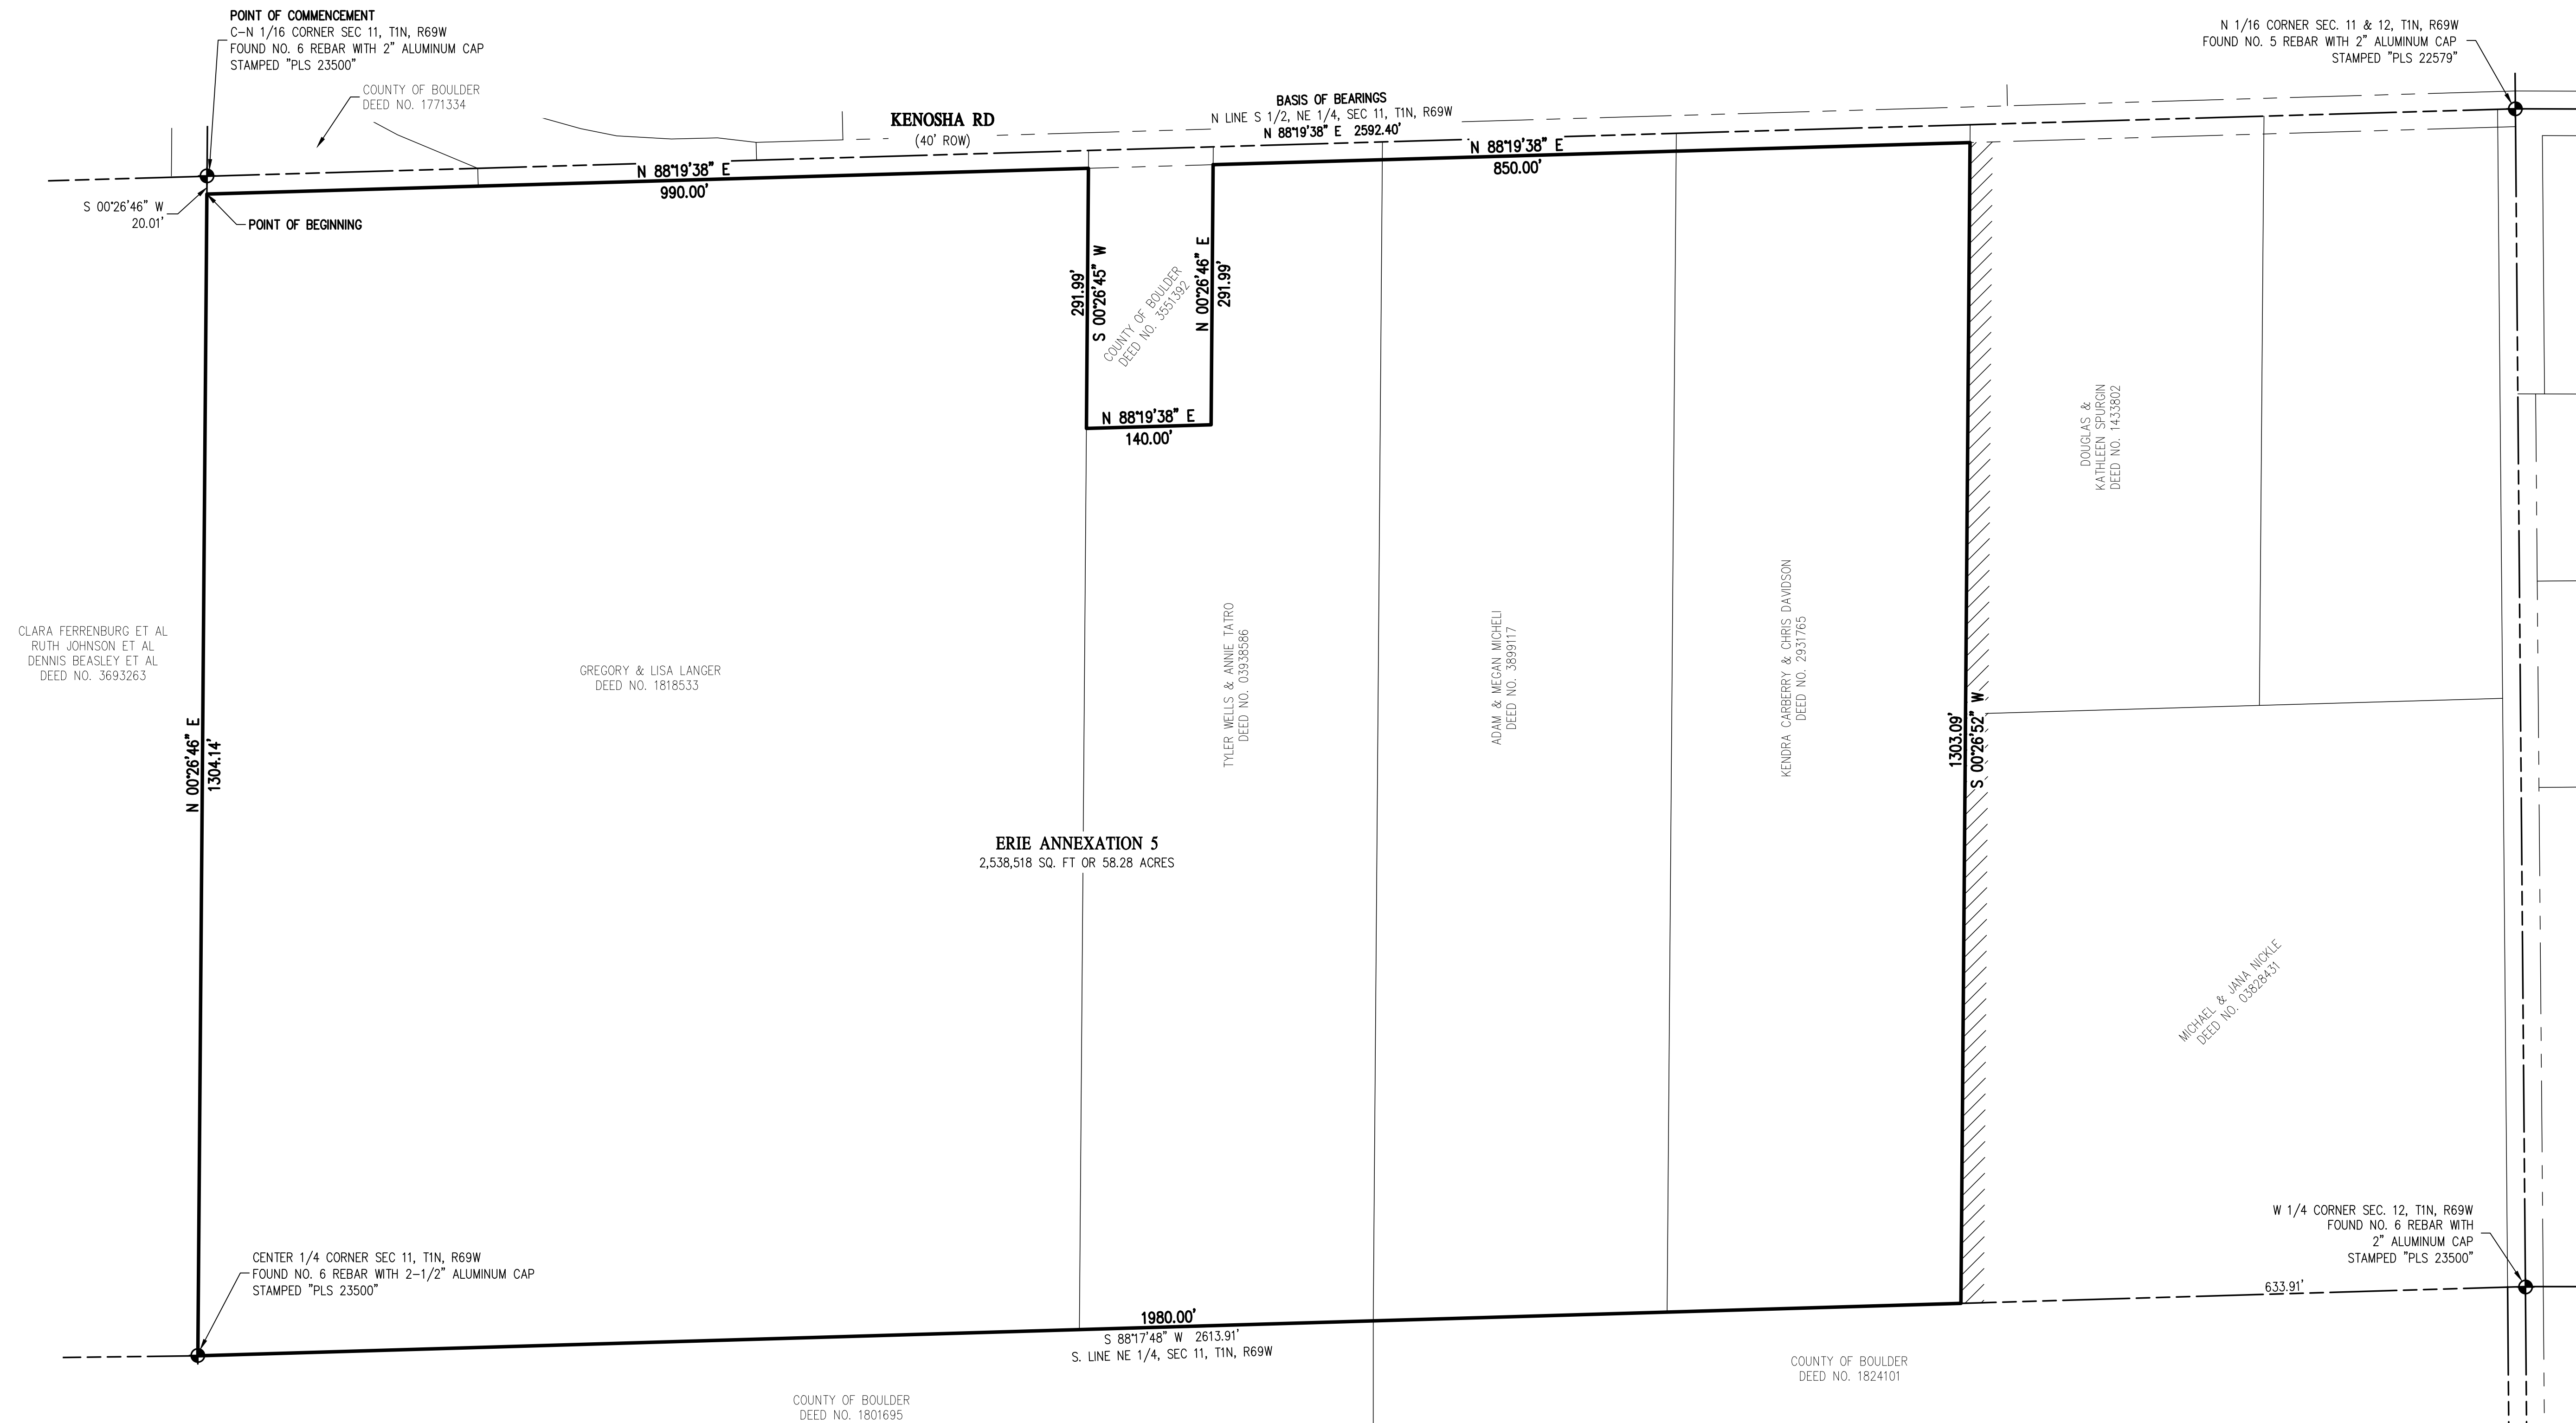 POINT OF COMMENCEMENT
C-N 1/16 CORNER SEC 11, T1N, R69W
FOUND NO. 6 REBAR WITH 2" ALUMINUM CAP
STAMPED "PLS 23500"
N 1/16 CORNER SEC. 11 & 12, T1N, R69W
FOUND NO. 5 REBAR WITH 2" ALUMINUM CAP
STAMPED "PLS 22579"
COUNTY OF BOULDER
DEED NO. 1771334
KENOSHA RD
(40' ROW)
BASIS OF BEARINGS
N LINE S 1/2, NE 1/4, SEC 11, T1N, R69W
N 88°19'38" E 2592.40'
N 88°19'38" E
990.00'
N 88°19'38" E
850.00'
S 00°26'46" W
20.01'
POINT OF BEGINNING
291.99'
S 00°26'45" W
COUNTY OF BOULDER
DEED NO. 3551392
N 00°26'46" E
291.99'
N 88°19'38" E
140.00'
DOUGLAS &
KATHLEEN SPURGIN
DEED NO. 1433802
CLARA FERRENBURG ET AL
RUTH JOHNSON ET AL
DENNIS BEASLEY ET AL
DEED NO. 3693263
N 00°26'46" E
1304.14'
GREGORY & LISA LANGER
DEED NO. 1818533
TYLER WELLS & ANNIE TATRO
DEED NO. 03938586
ADAM & MEGAN MICHELI
DEED NO. 3899117
KENDRA CARBERRY & CHRIS DAVIDSON
DEED NO. 2931765
1303.09'
S 00°26'52" W
ERIE ANNEXATION 5
2,538,518 SQ. FT OR 58.28 ACRES
MICHAEL & JANA NICKLE
DEED NO. 03828431
CENTER 1/4 CORNER SEC 11, T1N, R69W
FOUND NO. 6 REBAR WITH 2-1/2" ALUMINUM CAP
STAMPED "PLS 23500"
W 1/4 CORNER SEC. 12, T1N, R69W
FOUND NO. 6 REBAR WITH
2" ALUMINUM CAP
STAMPED "PLS 23500"
633.91'
1980.00'
S 88°17'48" W 2613.91'
S. LINE NE 1/4, SEC 11, T1N, R69W
COUNTY OF BOULDER
DEED NO. 1824101
COUNTY OF BOULDER
DEED NO. 1801695